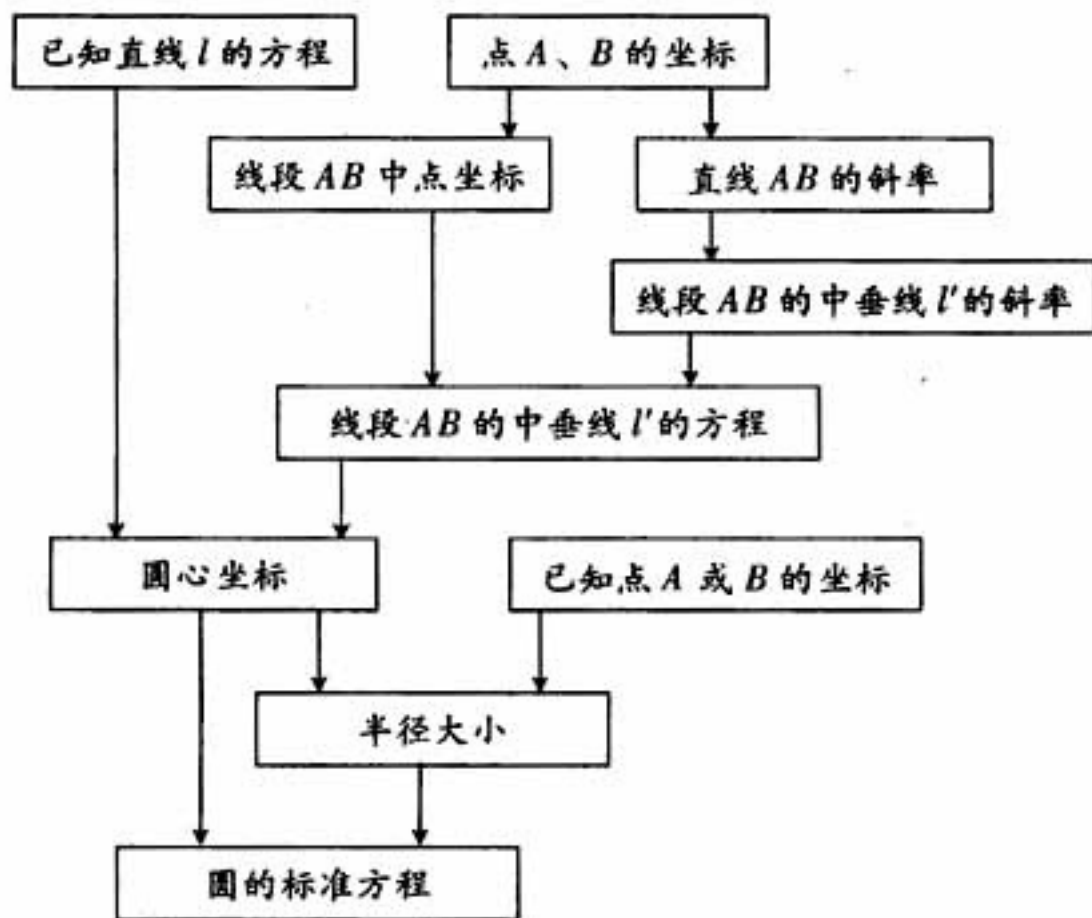 已知直线 l 的方程
点 A、B 的坐标
线段 AB 中点坐标
直线 AB 的斜率
线段 AB 的中垂线 l′的斜率
线段 AB 的中垂线 l′的方程
圆心坐标
已知点 A 或 B 的坐标
半径大小
圆的标准方程